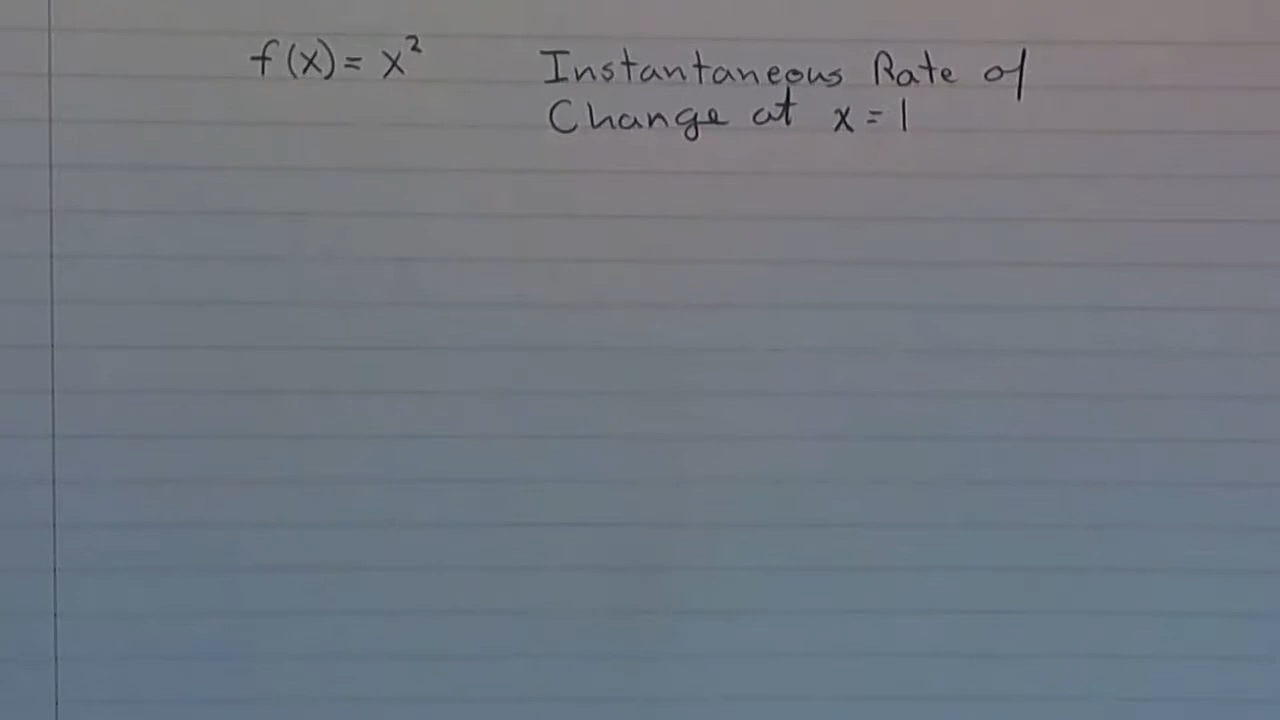 f(x) = x²
Instantaneous Rate of
Change at x = 1